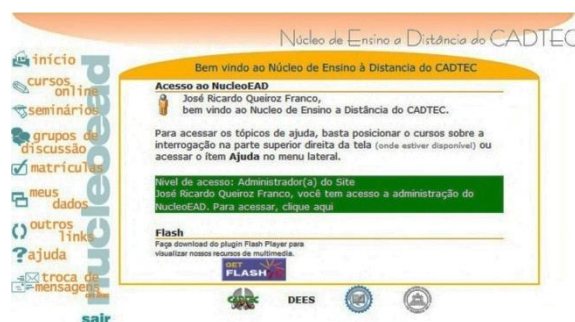 Núcleo de Ensino a Distância do CADTEC
Bem vindo ao Núcleo de Ensino à Distancia do CADTEC
início
cursos
online
seminários
grupos de
discussão
matrículas
meus
dados
outros
links
ajuda
troca de
mensagens
sair
nucleoead
Acesso ao NucleoEAD
José Ricardo Queiroz Franco,
bem vindo ao Nucleo de Ensino a Distância do CADTEC.
Para acessar os tópicos de ajuda, basta posicionar o cursos sobre a
interrogação na parte superior direita da tela (onde estiver disponível) ou
acessar o ítem Ajuda no menu lateral.
Nivel de acesso: Administrador(a) do Site
José Ricardo Queiroz Franco, você tem acesso a administração do
NucleoEAD. Para acessar, clique aqui
Flash
Faça download do plugin Flash Player para
visualizar nossos recursos de multimedia.
GET
FLASH
CADTEC
DEES